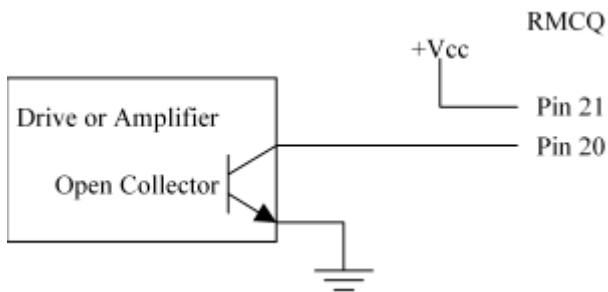 RMCQ
+Vcc
Pin 21
Drive or Amplifier
Pin 20
Open Collector